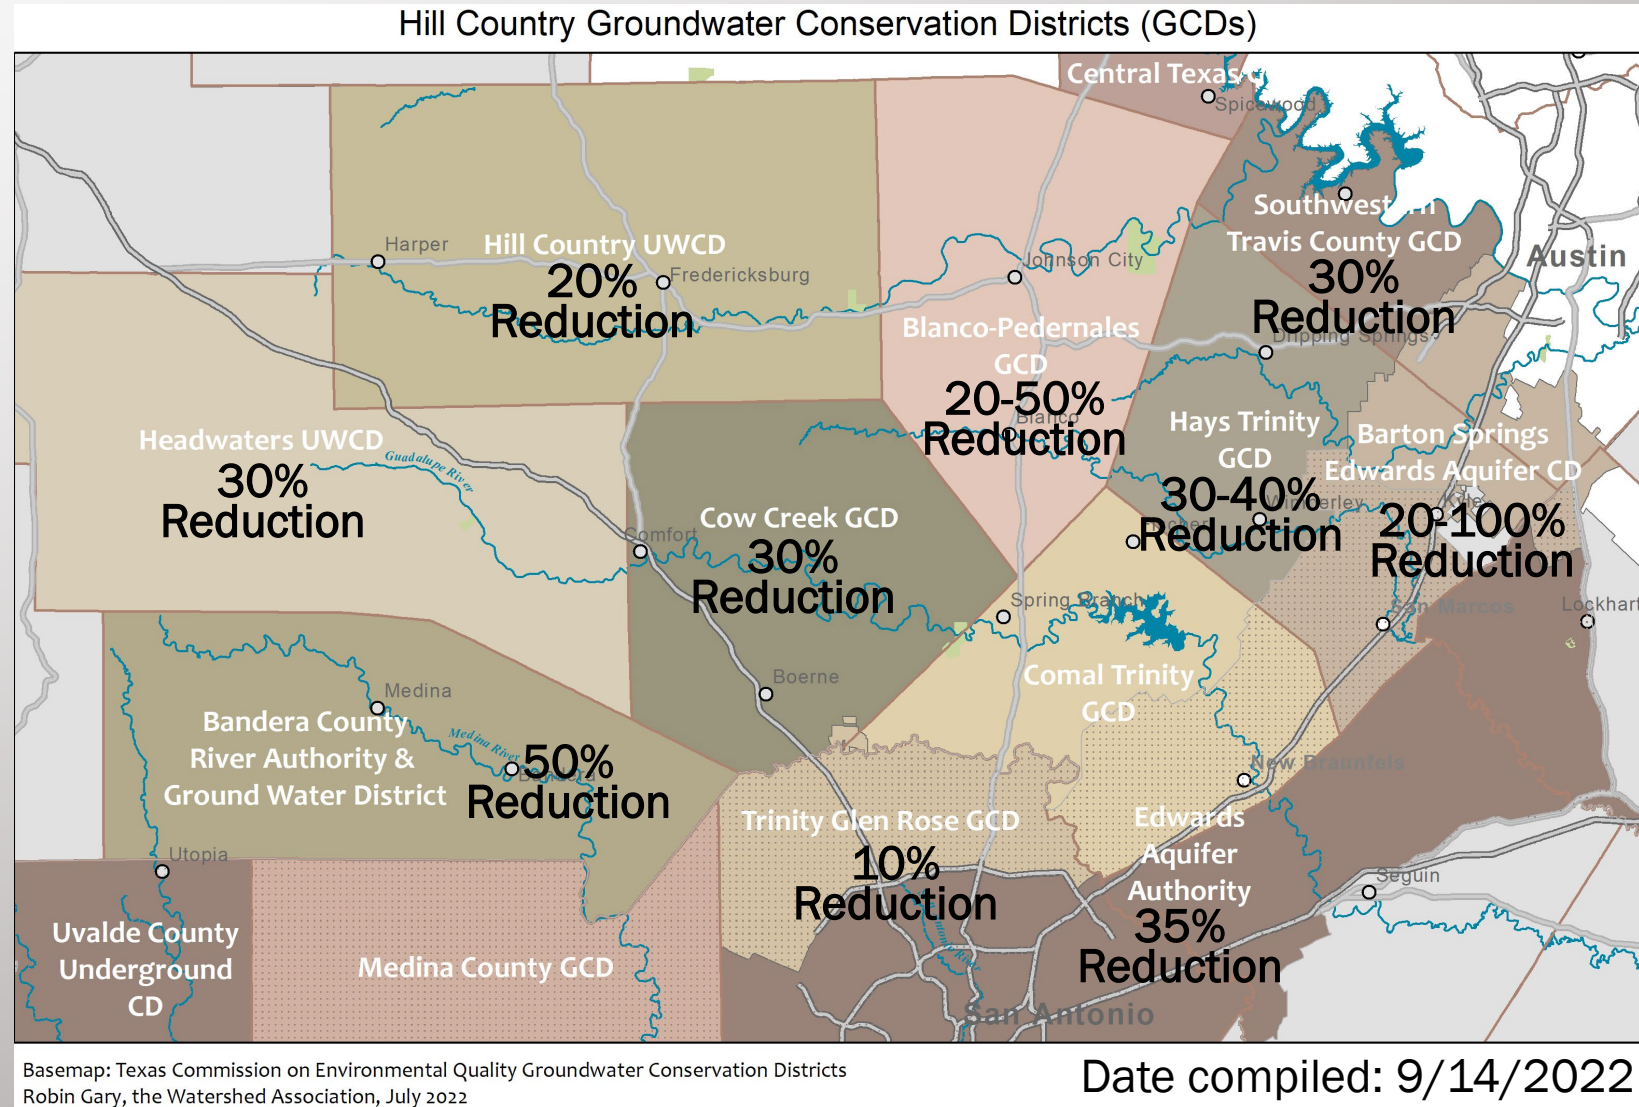 Hill Country Groundwater Conservation Districts (GCDs)
Central Texas
Spicewood
Southwestern
Travis County GCD
30%
Reduction
Austin
Harper
Hill Country UWCD
20%
Reduction
Fredericksburg
Johnson City
Blanco-Pedernales
GCD
20-50%
Reduction
Blanco
Dripping Springs
Hays Trinity
GCD
30-40%
Reduction
Wimberley
Barton Springs
Edwards Aquifer CD
20-100%
Reduction
Kyle
Headwaters UWCD
30%
Reduction
Guadalupe River
Cow Creek GCD
30%
Reduction
Comfort
Spring Branch
San Marcos
Lockhart
Boerne
Comal Trinity
GCD
Medina
Bandera County
River Authority &
Ground Water District
Medina River
50%
Reduction
Bandera
New Braunfels
Trinity Glen Rose GCD
10%
Reduction
Edwards
Aquifer
Authority
35%
Reduction
Seguin
Utopia
Uvalde County
Underground
CD
Medina County GCD
San Antonio
Basemap: Texas Commission on Environmental Quality Groundwater Conservation Districts
Robin Gary, the Watershed Association, July 2022
Date compiled: 9/14/2022